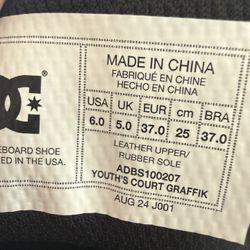 MADE IN CHINA
FABRIQUÉ EN CHINE
HECHO EN CHINA
USA UK EUR cm BRA
6.0 5.0 37.0 25 37.0
LEATHER UPPER/
RUBBER SOLE
ADBS100207
YOUTH'S COURT GRAFFIK
AUG 24 J001
DC
EBOARD SHOE
ED IN THE USA.